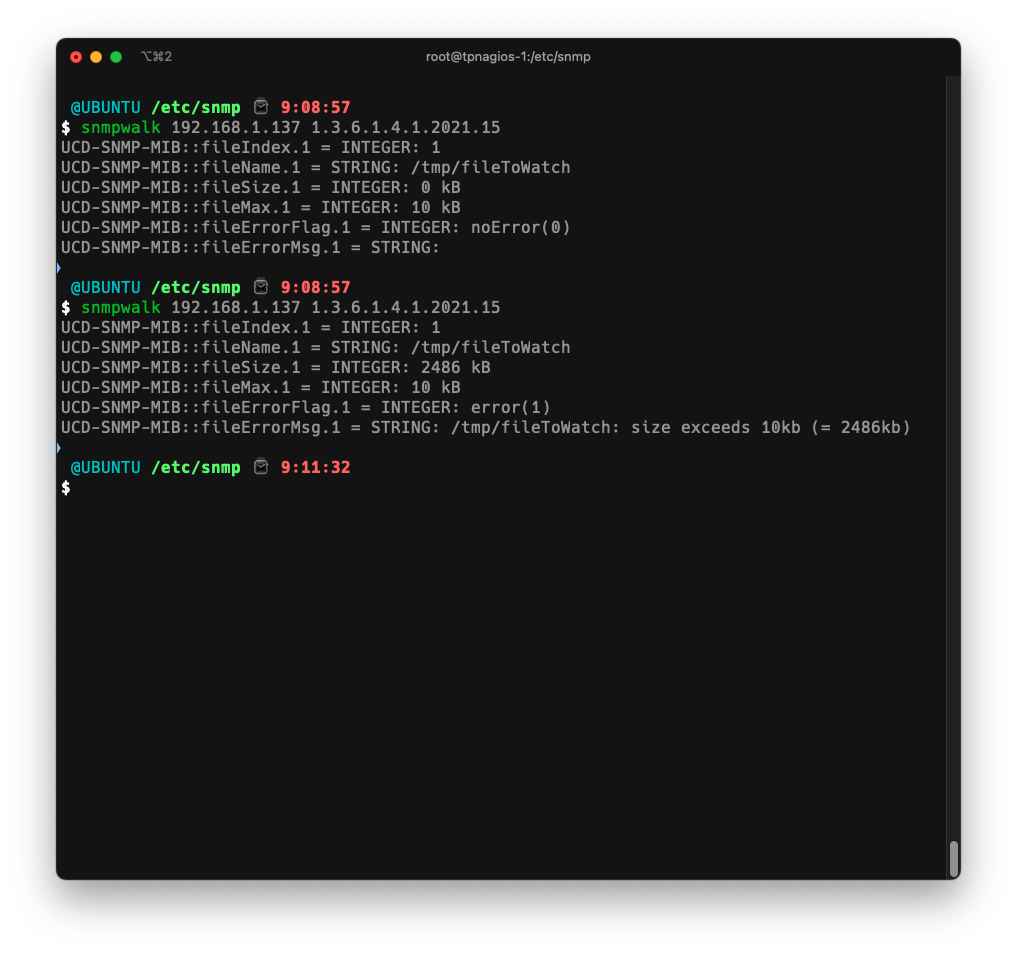 ⌥⌘2
root@tpnagios-1:/etc/snmp
@UBUNTU /etc/snmp 9:08:57
$ snmpwalk 192.168.1.137 1.3.6.1.4.1.2021.15
UCD-SNMP-MIB::fileIndex.1 = INTEGER: 1
UCD-SNMP-MIB::fileName.1 = STRING: /tmp/fileToWatch
UCD-SNMP-MIB::fileSize.1 = INTEGER: 0 kB
UCD-SNMP-MIB::fileMax.1 = INTEGER: 10 kB
UCD-SNMP-MIB::fileErrorFlag.1 = INTEGER: noError(0)
UCD-SNMP-MIB::fileErrorMsg.1 = STRING:
@UBUNTU /etc/snmp 9:08:57
$ snmpwalk 192.168.1.137 1.3.6.1.4.1.2021.15
UCD-SNMP-MIB::fileIndex.1 = INTEGER: 1
UCD-SNMP-MIB::fileName.1 = STRING: /tmp/fileToWatch
UCD-SNMP-MIB::fileSize.1 = INTEGER: 2486 kB
UCD-SNMP-MIB::fileMax.1 = INTEGER: 10 kB
UCD-SNMP-MIB::fileErrorFlag.1 = INTEGER: error(1)
UCD-SNMP-MIB::fileErrorMsg.1 = STRING: /tmp/fileToWatch: size exceeds 10kb (= 2486kb)
@UBUNTU /etc/snmp 9:11:32
$